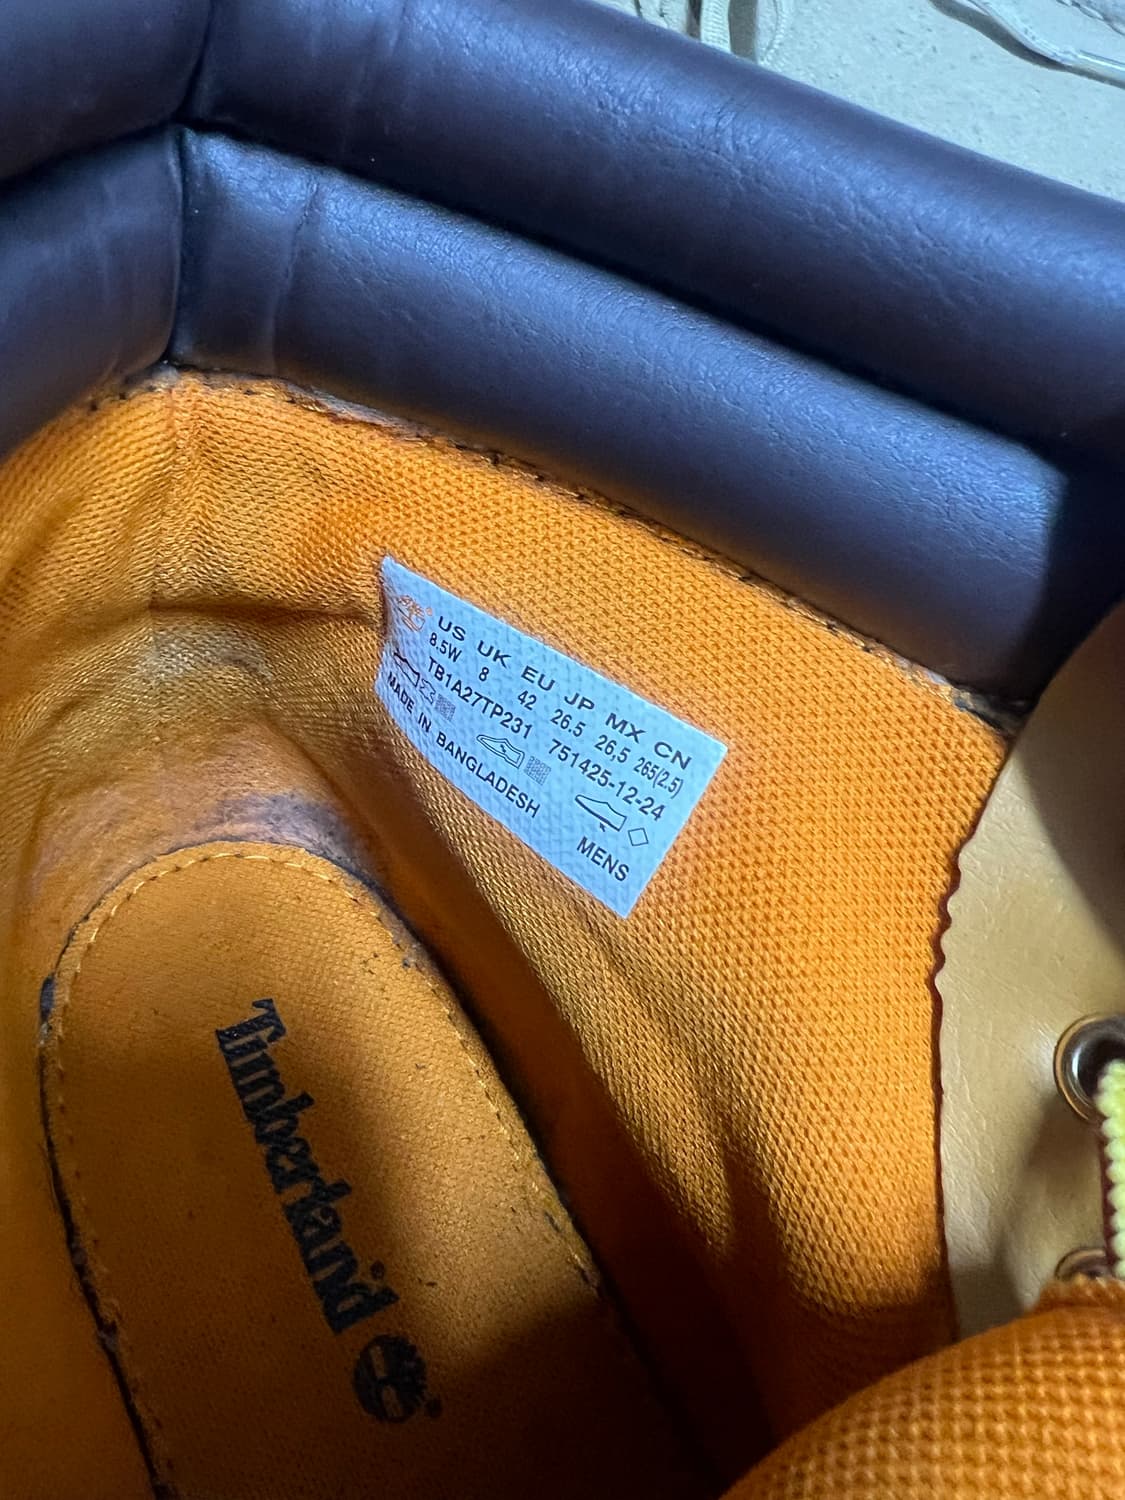 US UK EU JP MX CN
8.5W 8 42 26.5 26,5 265(2.5)
TB1A27TP231 751425-12-24
MADE IN BANGLADESH MENS
Timberland